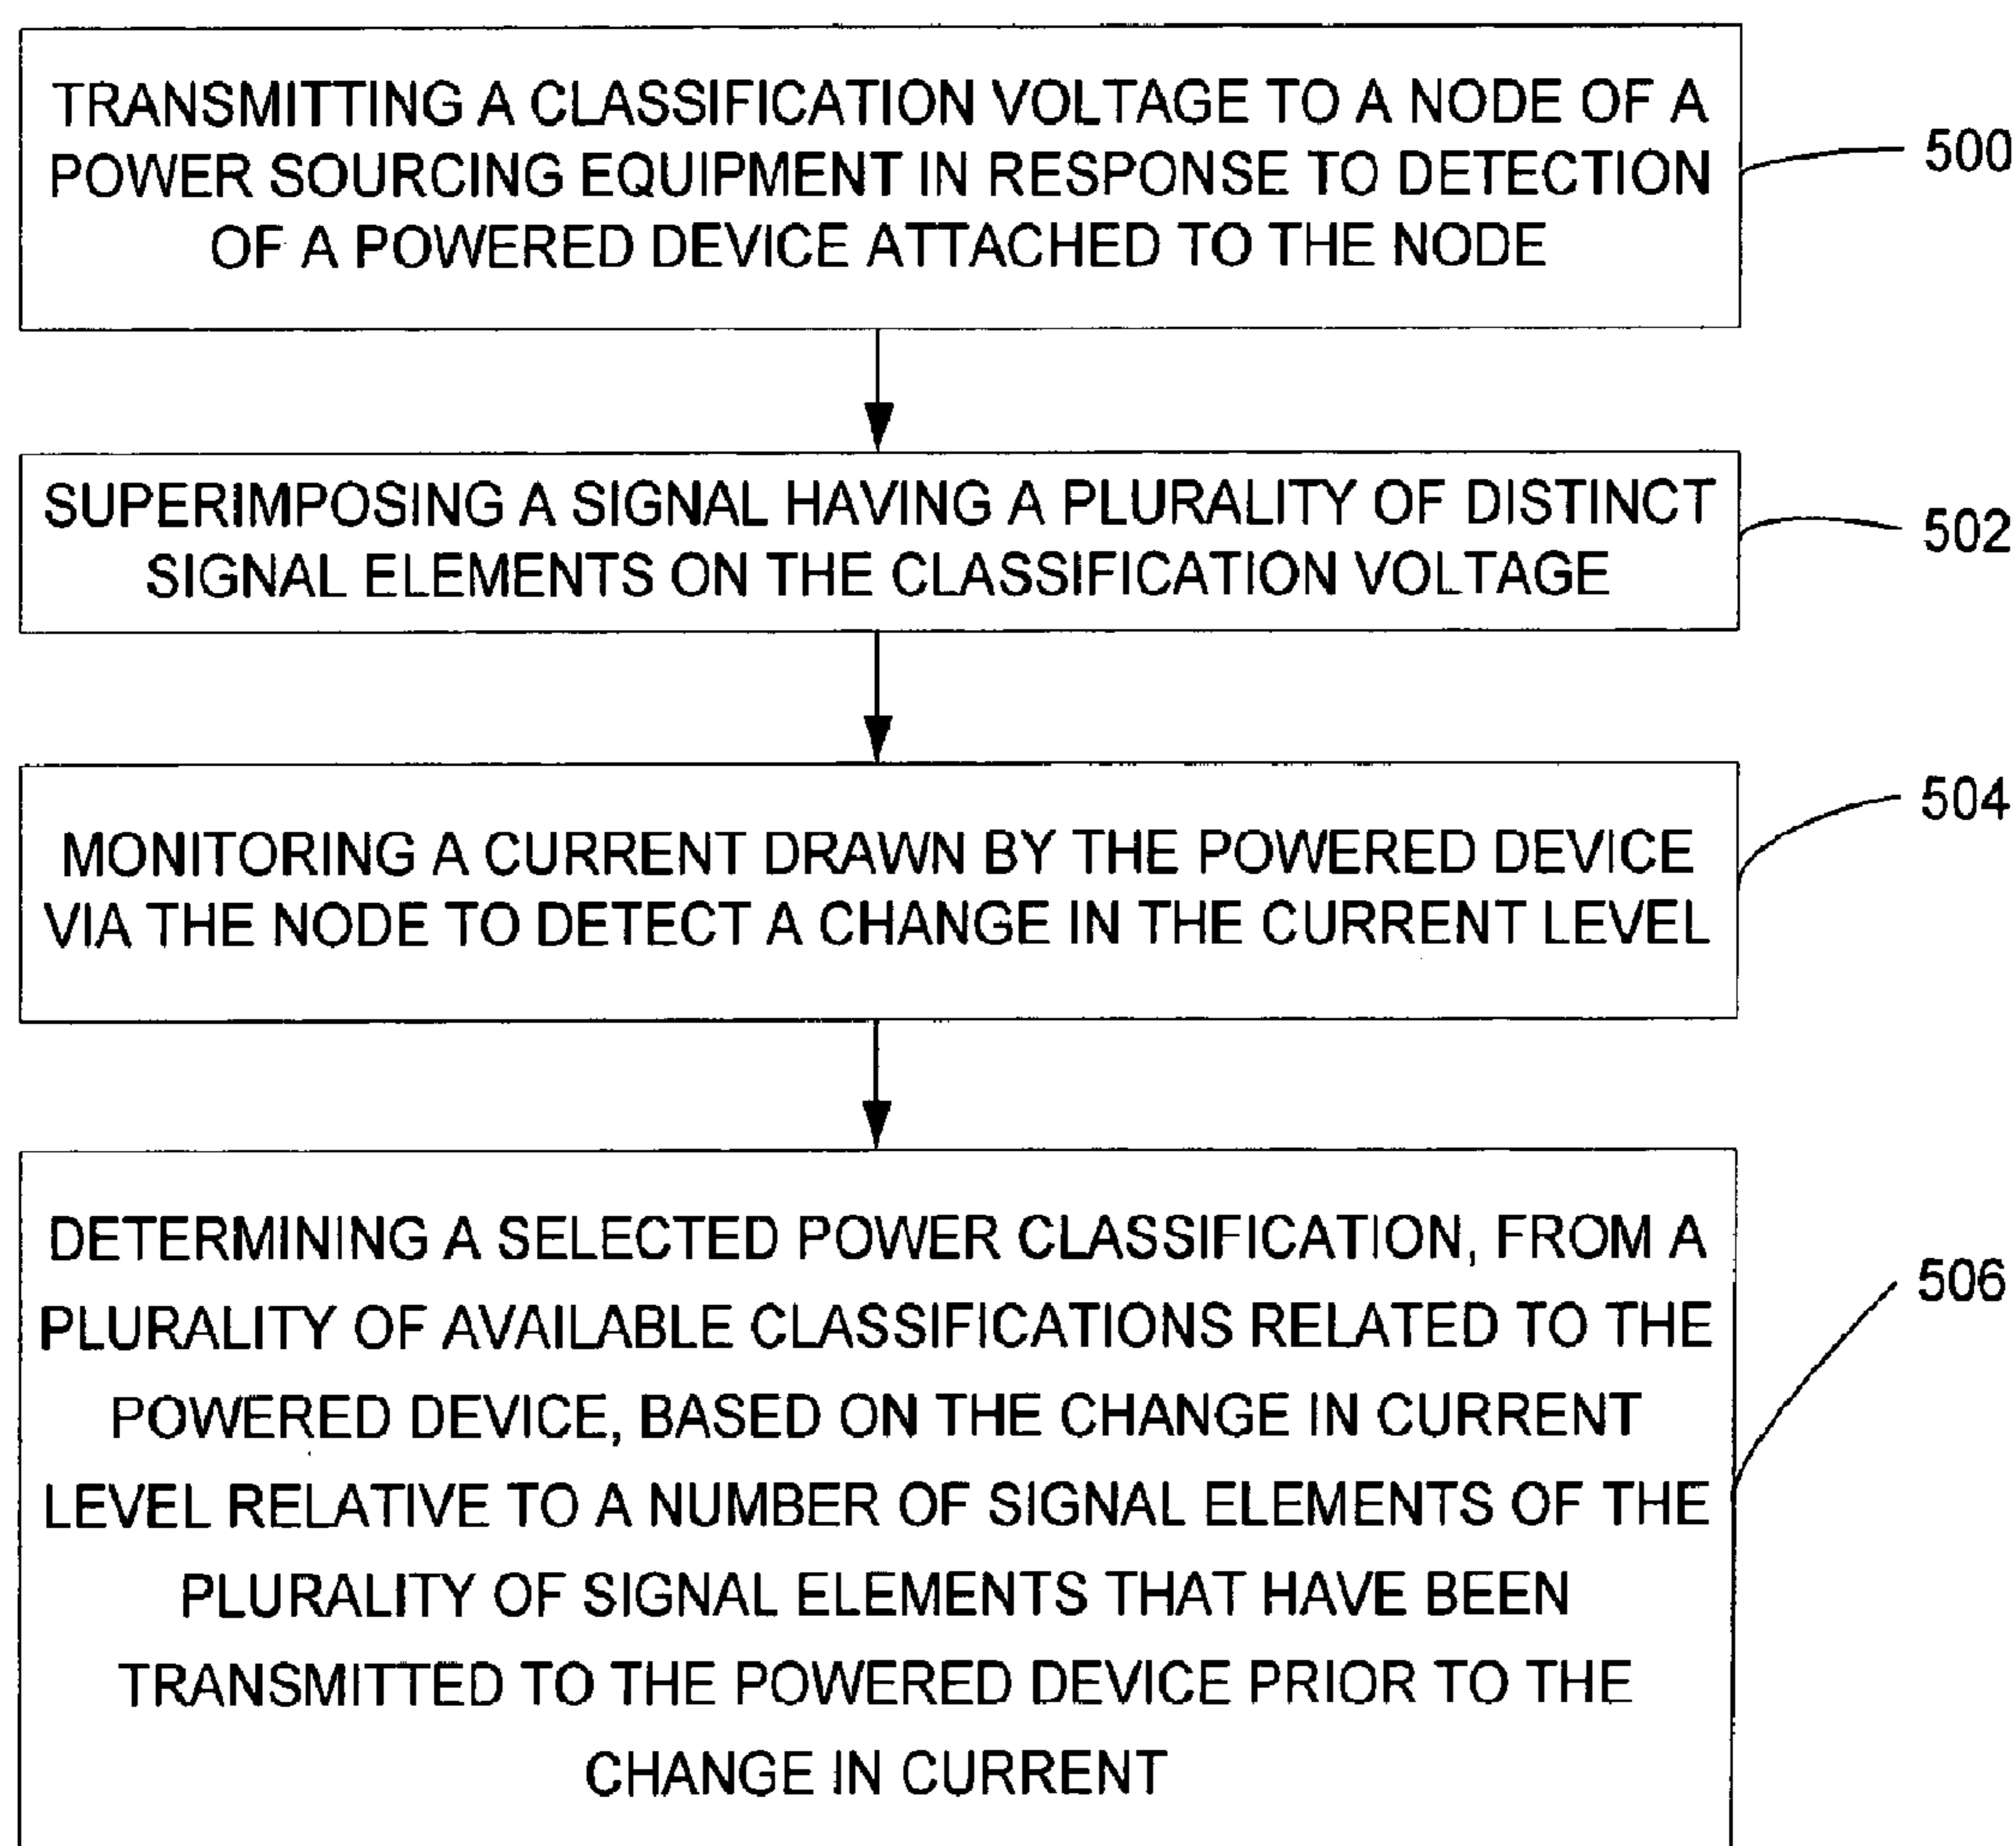 TRANSMITTING A CLASSIFICATION VOLTAGE TO A NODE OF A
POWER SOURCING EQUIPMENT IN RESPONSE TO DETECTION
OF A POWERED DEVICE ATTACHED TO THE NODE
500
SUPERIMPOSING A SIGNAL HAVING A PLURALITY OF DISTINCT
SIGNAL ELEMENTS ON THE CLASSIFICATION VOLTAGE
502
MONITORING A CURRENT DRAWN BY THE POWERED DEVICE
VIA THE NODE TO DETECT A CHANGE IN THE CURRENT LEVEL
504
DETERMINING A SELECTED POWER CLASSIFICATION, FROM A
PLURALITY OF AVAILABLE CLASSIFICATIONS RELATED TO THE
POWERED DEVICE, BASED ON THE CHANGE IN CURRENT
LEVEL RELATIVE TO A NUMBER OF SIGNAL ELEMENTS OF THE
PLURALITY OF SIGNAL ELEMENTS THAT HAVE BEEN
TRANSMITTED TO THE POWERED DEVICE PRIOR TO THE
CHANGE IN CURRENT
506